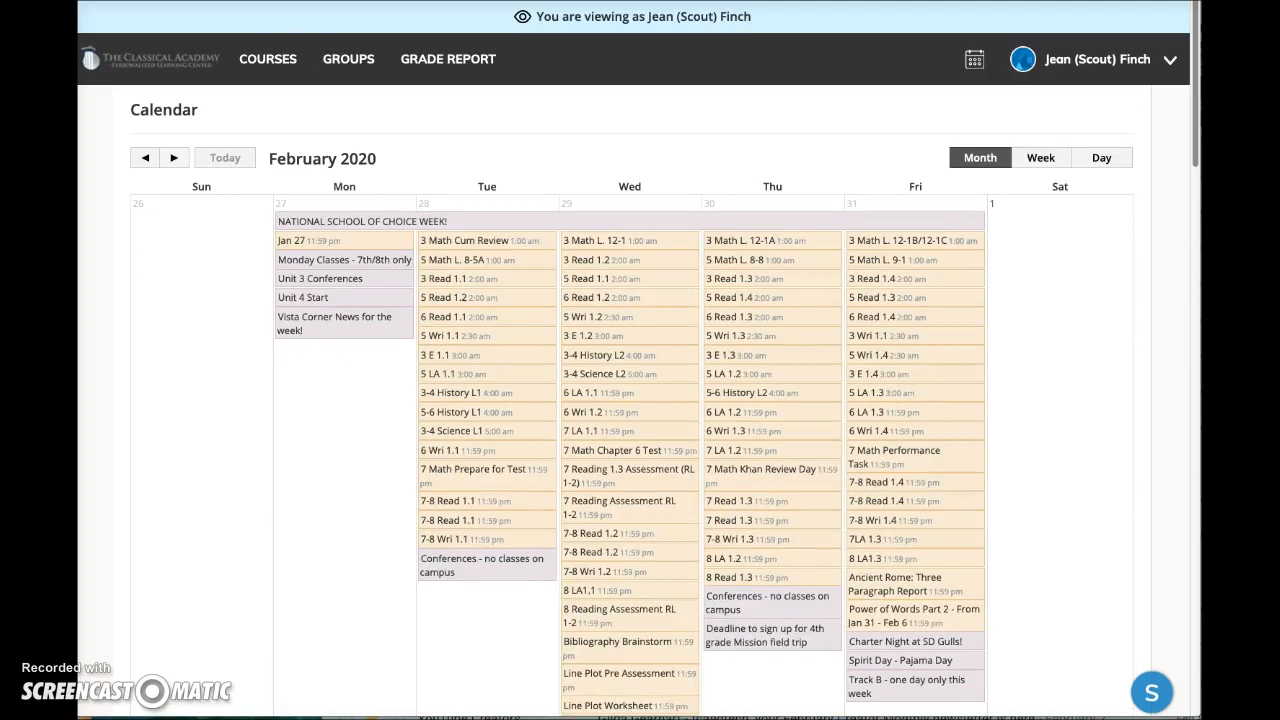 You are viewing as Jean (Scout) Finch
THE CLASSICAL ACADEMY
-PERSONALIZED LEARNING CENTER-
COURSES GROUPS GRADE REPORT
Jean (Scout) Finch
Calendar
Today February 2020 Month Week Day
Sun Mon Tue Wed Thu Fri Sat
26
27
NATIONAL SCHOOL OF CHOICE WEEK!
Jan 27 11:59 pm
Monday Classes - 7th/8th only
Unit 3 Conferences
Unit 4 Start
Vista Corner News for the
week!
28
3 Math Cum Review 1:00 am
5 Math L. 8-5A 1:00 am
3 Read 1.1 2:00 am
5 Read 1.2 2:00 am
6 Read 1.1 2:00 am
5 Wri 1.1 2:30 am
3 E 1.1 3:00 am
5 LA 1.1 3:00 am
3-4 History L1 4:00 am
5-6 History L1 4:00 am
3-4 Science L1 5:00 am
6 Wri 1.1 11:59 pm
7 Math Prepare for Test 11:59
pm
7-8 Read 1.1 11:59 pm
7-8 Read 1.1 11:59 pm
7-8 Wri 1.1 11:59 pm
Conferences - no classes on
campus
29
3 Math L. 12-1 1:00 am
3 Read 1.2 2:00 am
5 Read 1.1 2:00 am
6 Read 1.2 2:00 am
5 Wri 1.2 2:30 am
3 E 1.2 3:00 am
3-4 History L2 4:00 am
3-4 Science L2 5:00 am
6 LA 1.1 11:59 pm
6 Wri 1.2 11:59 pm
7 LA 1.1 11:59 pm
7 Math Chapter 6 Test 11:59 pm
7 Reading 1.3 Assessment (RL
1-2) 11:59 pm
7 Reading Assessment RL
1-2 11:59 pm
7-8 Read 1.2 11:59 pm
7-8 Read 1.2 11:59 pm
7-8 Wri 1.2 11:59 pm
8 LA1.1 11:59 pm
8 Reading Assessment RL
1-2 11:59 pm
Bibliography Brainstorm 11:59
pm
Line Plot Pre Assessment 11:59
pm
Line Plot Worksheet 11:59 pm
30
3 Math L. 12-1A 1:00 am
5 Math L. 8-8 1:00 am
3 Read 1.3 2:00 am
5 Read 1.4 2:00 am
6 Read 1.3 2:00 am
5 Wri 1.3 2:30 am
3 E 1.3 3:00 am
5 LA 1.2 3:00 am
5-6 History L2 4:00 am
6 LA 1.2 11:59 pm
6 Wri 1.3 11:59 pm
7 LA 1.2 11:59 pm
7 Math Khan Review Day 11:59
pm
7 Read 1.3 11:59 pm
7 Read 1.3 11:59 pm
7-8 Wri 1.3 11:59 pm
8 LA 1.2 11:59 pm
8 Read 1.3 11:59 pm
Conferences - no classes on
campus
Deadline to sign up for 4th
grade Mission field trip
31
3 Math L. 12-1B/12-1C 1:00 am
5 Math L. 9-1 1:00 am
3 Read 1.4 2:00 am
5 Read 1.3 2:00 am
6 Read 1.4 2:00 am
3 Wri 1.1 2:30 am
5 Wri 1.4 2:30 am
3 E 1.4 3:00 am
5 LA 1.3 3:00 am
6 LA 1.3 11:59 pm
6 Wri 1.4 11:59 pm
7 Math Performance
Task 11:59 pm
7-8 Read 1.4 11:59 pm
7-8 Read 1.4 11:59 pm
7-8 Wri 1.4 11:59 pm
7LA 1.3 11:59 pm
8 LA1.3 11:59 pm
Ancient Rome: Three
Paragraph Report 11:59 pm
Power of Words Part 2 - From
Jan 31 - Feb 6 11:59 pm
Charter Night at SD Gulls!
Spirit Day - Pajama Day
Track B - one day only this
week
1
Recorded with
SCREENCAST O MATIC
S